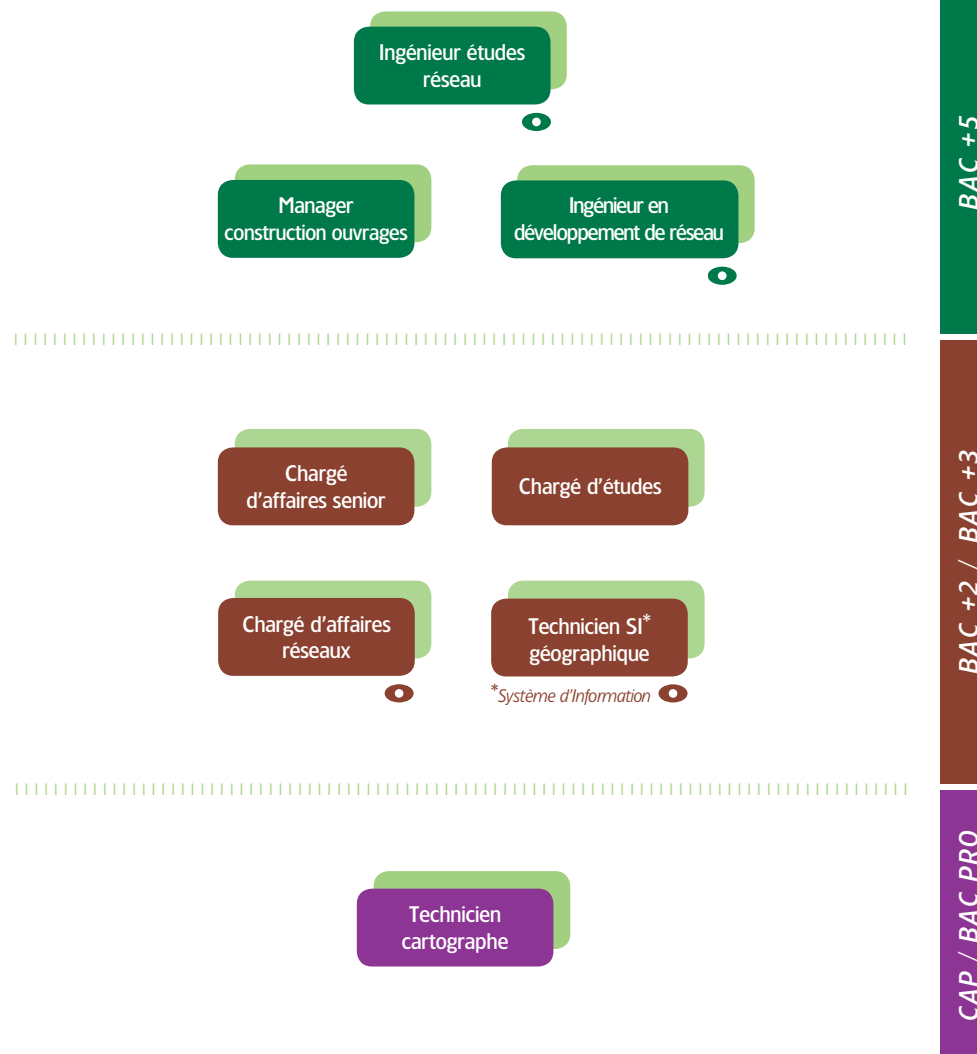 Ingénieur études
réseau
BAC +5
Manager
construction ouvrages
Ingénieur en
développement de réseau
Chargé
d'affaires senior
Chargé d'études
BAC +2 / BAC +3
Chargé d'affaires
réseaux
Technicien SI*
géographique
*Système d'Information
Technicien
cartographe
CAP / BAC PRO